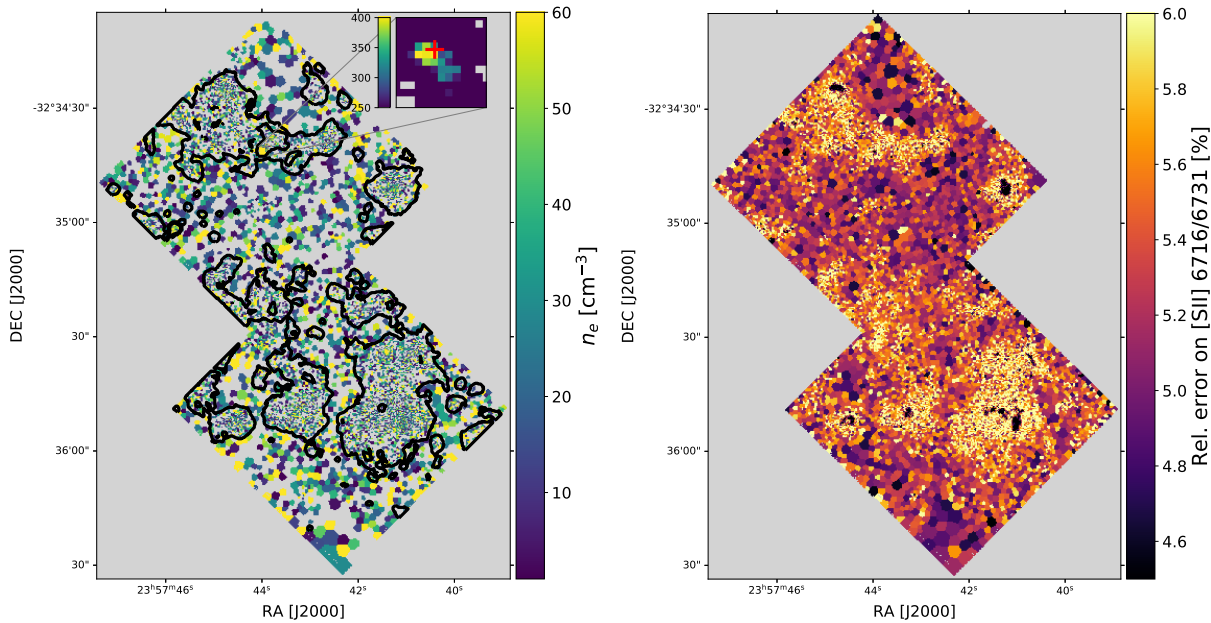 400
350
300
250
60
50
40
30
20
10
n_e [cm⁻³]
-32°34'30"
35'00"
30"
36'00"
30"
DEC [J2000]
23ʰ57ᵐ46ˢ
44ˢ
42ˢ
40ˢ
RA [J2000]
-32°34'30"
35'00"
30"
36'00"
30"
DEC [J2000]
23ʰ57ᵐ46ˢ
44ˢ
42ˢ
40ˢ
RA [J2000]
6.0
5.8
5.6
5.4
5.2
5.0
4.8
4.6
Rel. error on [SII] 6716/6731 [%]